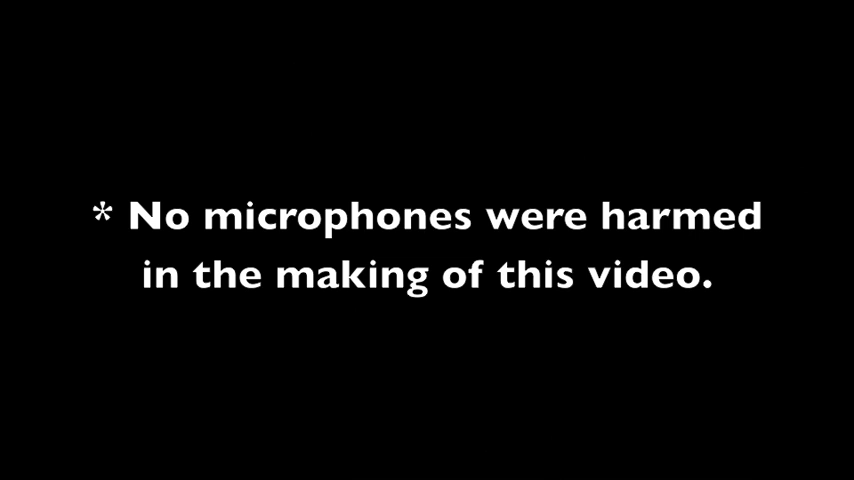 * No microphones were harmed
in the making of this video.